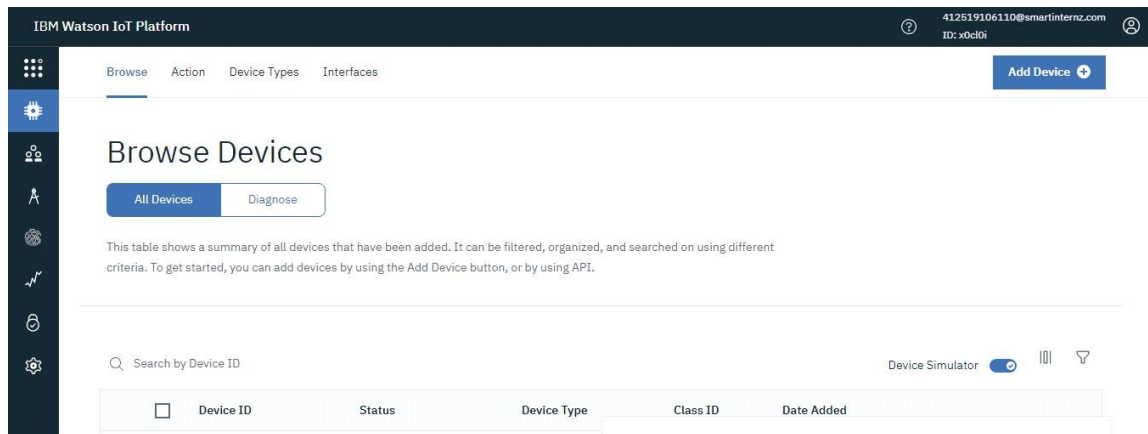 IBM Watson IoT Platform
412519106110@smartinternz.com
ID: x0cl0i
Browse Action Device Types Interfaces
Add Device
Browse Devices
All Devices Diagnose
This table shows a summary of all devices that have been added. It can be filtered, organized, and searched on using different
criteria. To get started, you can add devices by using the Add Device button, or by using API.
Search by Device ID
Device Simulator
Device ID Status Device Type Class ID Date Added